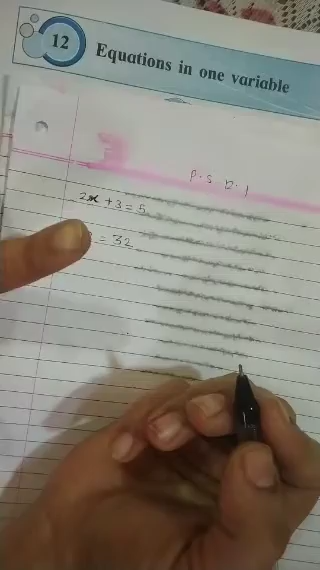 12 Equations in one variable
P.S 12.1
2x + 3 = 5
= 32